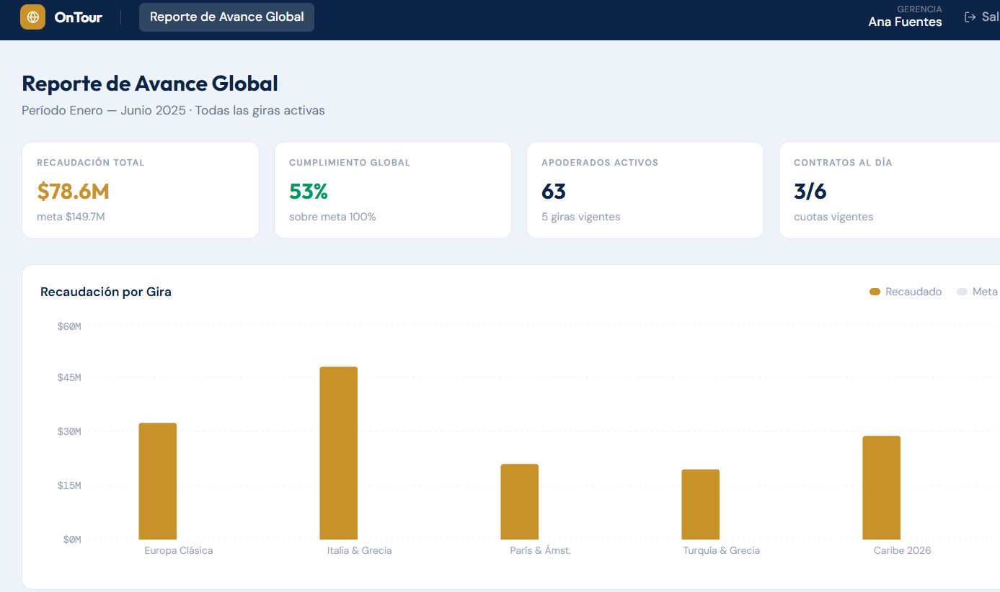 OnTour
Reporte de Avance Global
GERENCIA
Ana Fuentes
Reporte de Avance Global
Período Enero — Junio 2025 · Todas las giras activas
RECAUDACIÓN TOTAL
$78.6M
meta $149.7M
CUMPLIMIENTO GLOBAL
53%
sobre meta 100%
APODERADOS ACTIVOS
63
5 giras vigentes
CONTRATOS AL DÍA
3/6
cuotas vigentes
Recaudación por Gira
Recaudado
Meta
$60M
$45M
$30M
$15M
$0M
Europa Clásica
Italia & Grecia
París & Ámst.
Turquía & Grecia
Caribe 2026